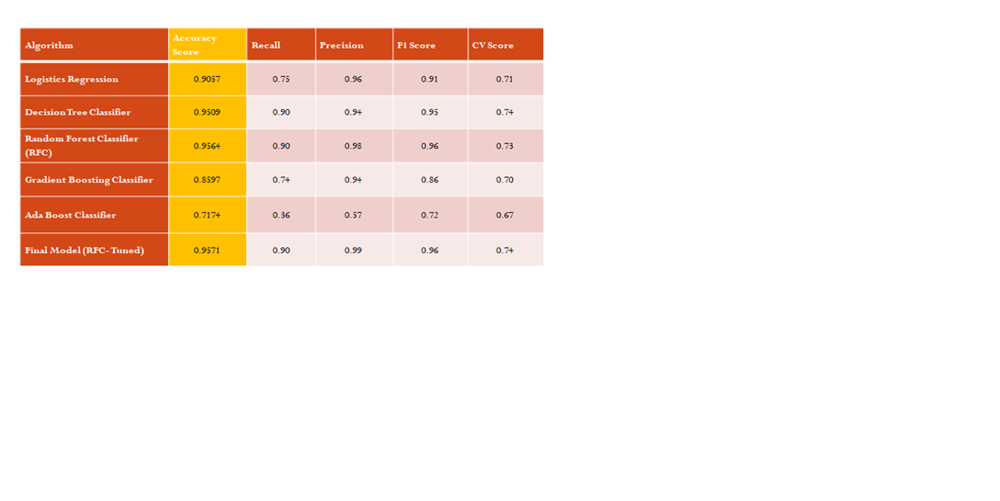 Algorithm Accuracy Score Recall Precision F1 Score CV Score
Logistics Regression 0.9057 0.75 0.96 0.91 0.71
Decision Tree Classifier 0.9509 0.90 0.94 0.95 0.74
Random Forest Classifier (RFC) 0.9564 0.90 0.98 0.96 0.73
Gradient Boosting Classifier 0.8597 0.74 0.94 0.86 0.70
Ada Boost Classifier 0.7174 0.36 0.57 0.72 0.67
Final Model (RFC- Tuned) 0.9571 0.90 0.99 0.96 0.74